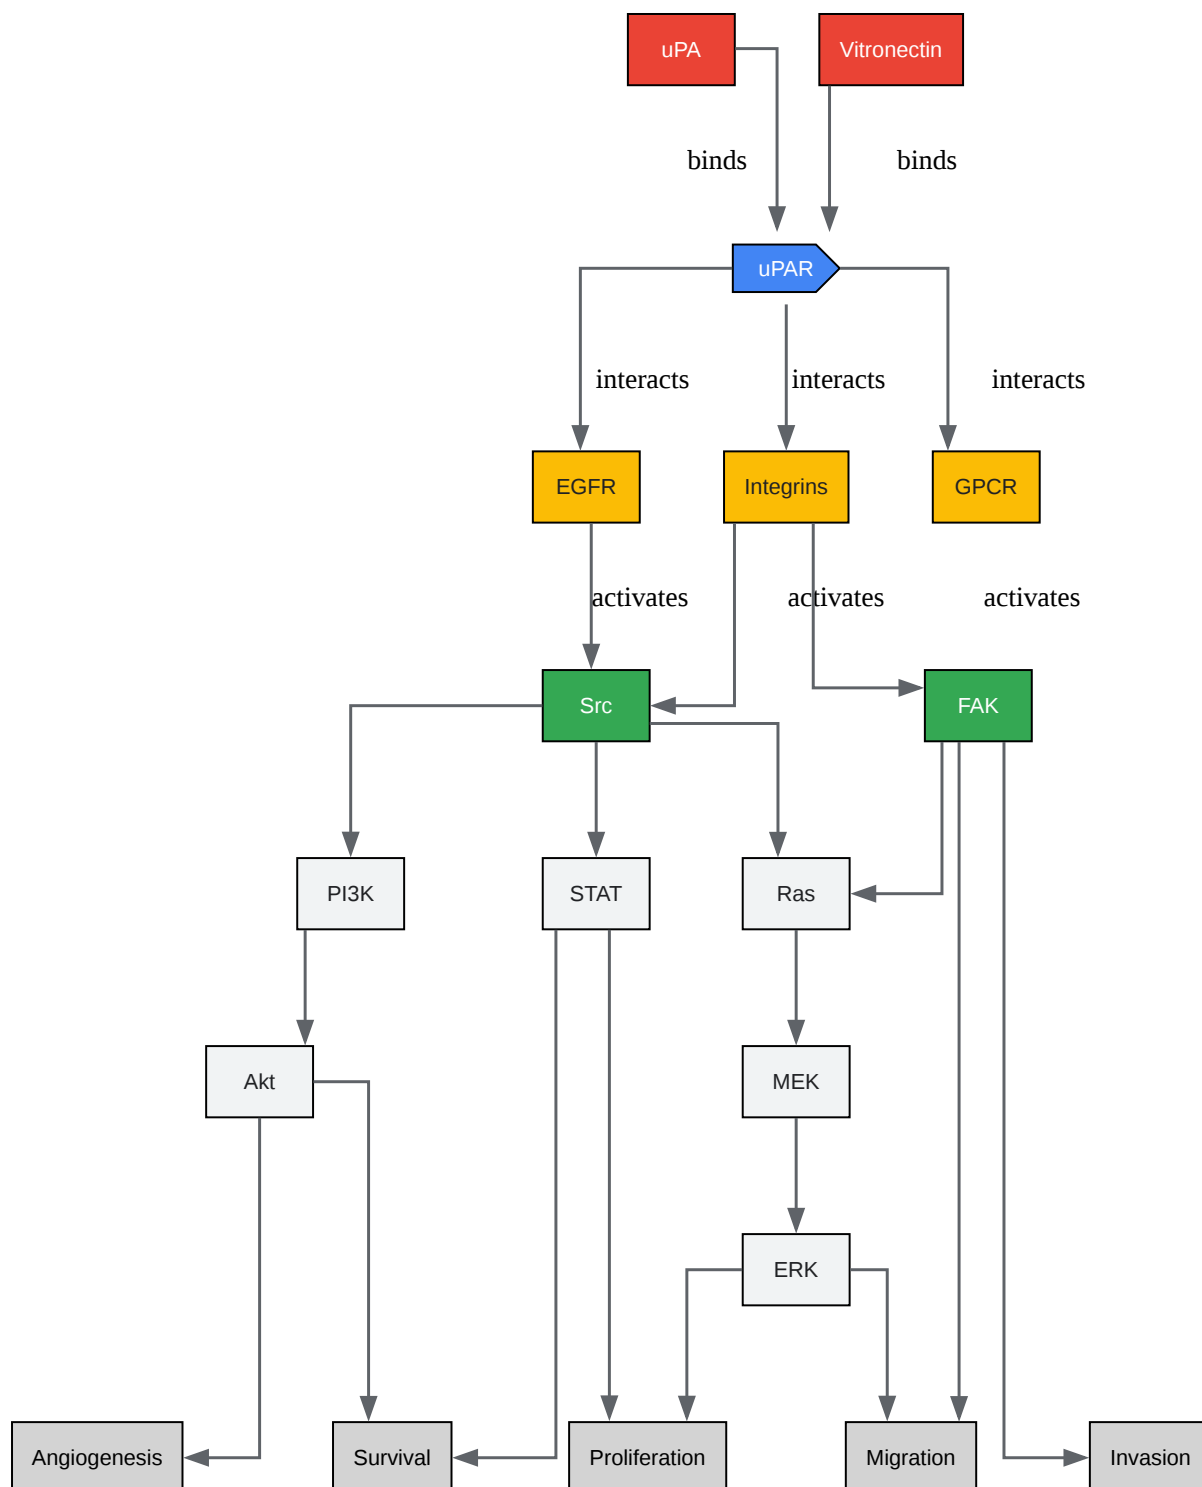 uPA
Vitronectin
binds
binds
uPAR
interacts
interacts
interacts
EGFR
Integrins
GPCR
activates
activates
activates
Src
FAK
PI3K
STAT
Ras
Akt
MEK
ERK
Angiogenesis
Survival
Proliferation
Migration
Invasion